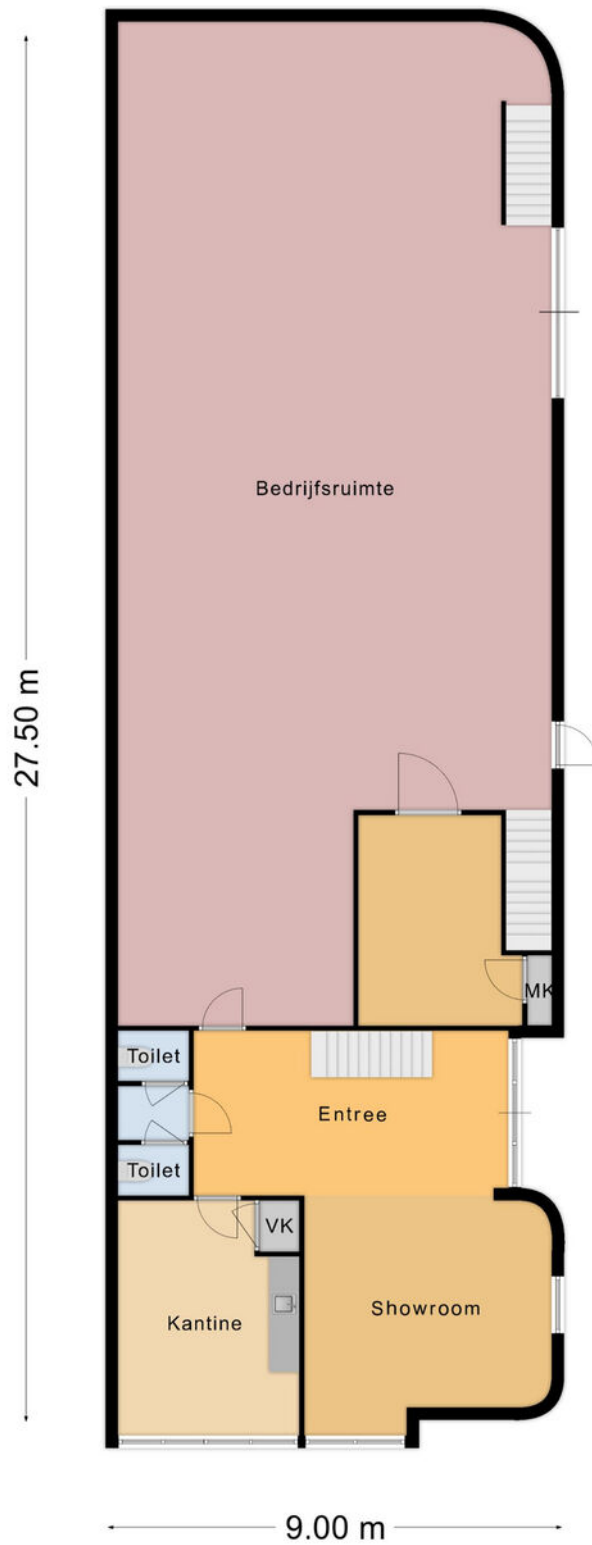 Bedrijfsruimte
27.50 m
MK
Toilet
Entree
Toilet
VK
Kantine
Showroom
9.00 m